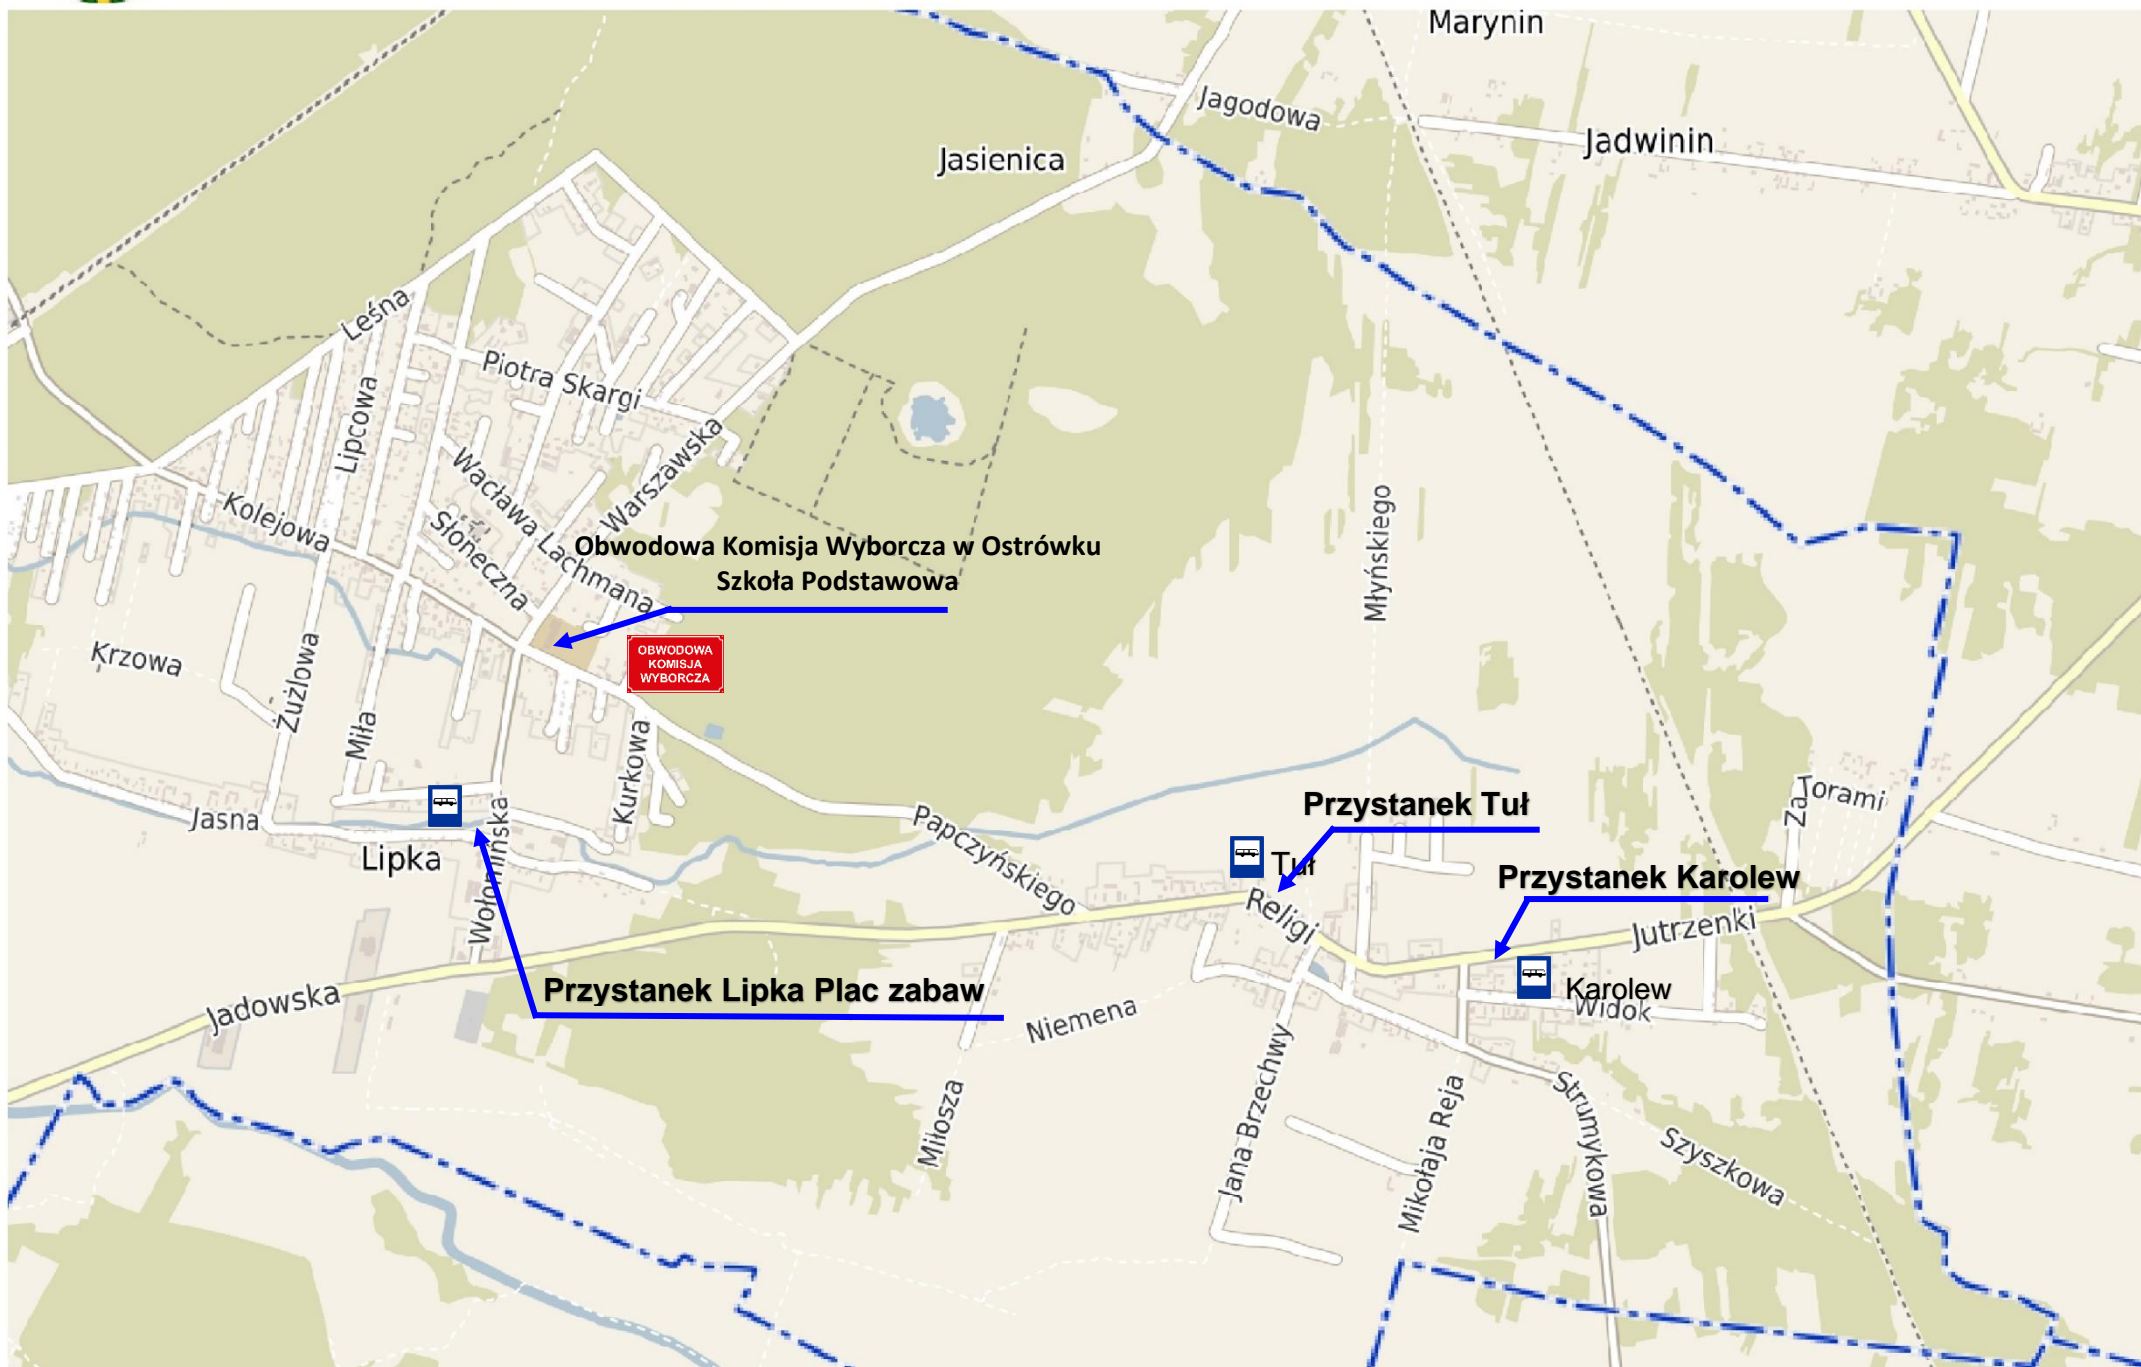 Marynin
Jagodowa
Jadwinin
Jasienica
Leśna
Piotra Skargi
Lipcowa
Warszawska
Wacława Lachmana
Kolejowa
Słoneczna
Młyńskiego
Obwodowa Komisja Wyborcza w Ostrówku
Szkoła Podstawowa
OBWODOWA
KOMISJA
WYBORCZA
Krzowa
Żużlowa
Miła
Kurkowa
Jasna
Lipka
Wołomińska
Papczyńskiego
Przystanek Tuł
Tuł
Za Torami
Religi
Przystanek Karolew
Jutrzenki
Karolew
Widok
Przystanek Lipka Plac zabaw
Jadowska
Niemena
Miłosza
Jana Brzechwy
Mikołaja Reja
Strumykowa
Szyszkowa